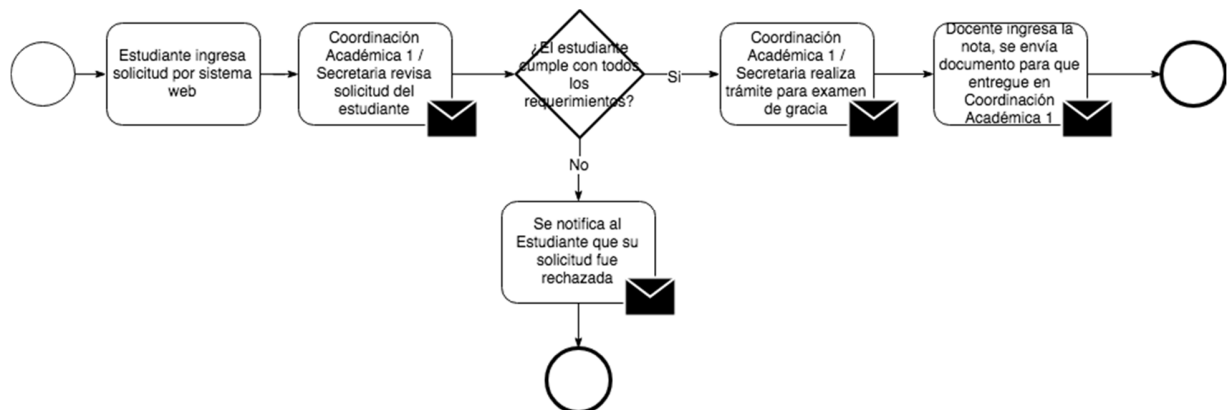 Estudiante ingresa
solicitud por sistema
web
Coordinación
Académica 1 /
Secretaria revisa
solicitud del
estudiante
¿El estudiante
cumple con todos
los
requerimientos?
Si
Coordinación
Académica 1 /
Secretaria realiza
trámite para examen
de gracia
Docente ingresa la
nota, se envía
documento para que
entregue en
Coordinación
Académica 1
No
Se notifica al
Estudiante que su
solicitud fue
rechazada